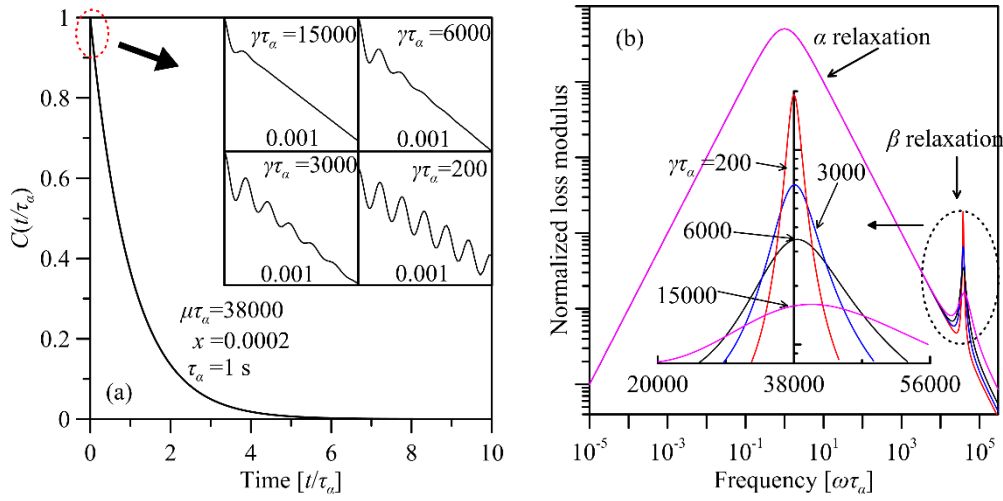 (a)
C(t/τα)
1
0.8
0.6
0.4
0.2
0
0
2
4
6
8
10
Time [t/τα]
γτα =15000
0.001
γτα =6000
0.001
γτα =3000
0.001
γτα =200
0.001
μτα=38000
x =0.0002
τα=1 s
(b)
Normalized loss modulus
α relaxation
β relaxation
γτα =200
3000
6000
15000
20000
38000
56000
10-5
10-3
10-1
101
103
105
Frequency [ωτα]